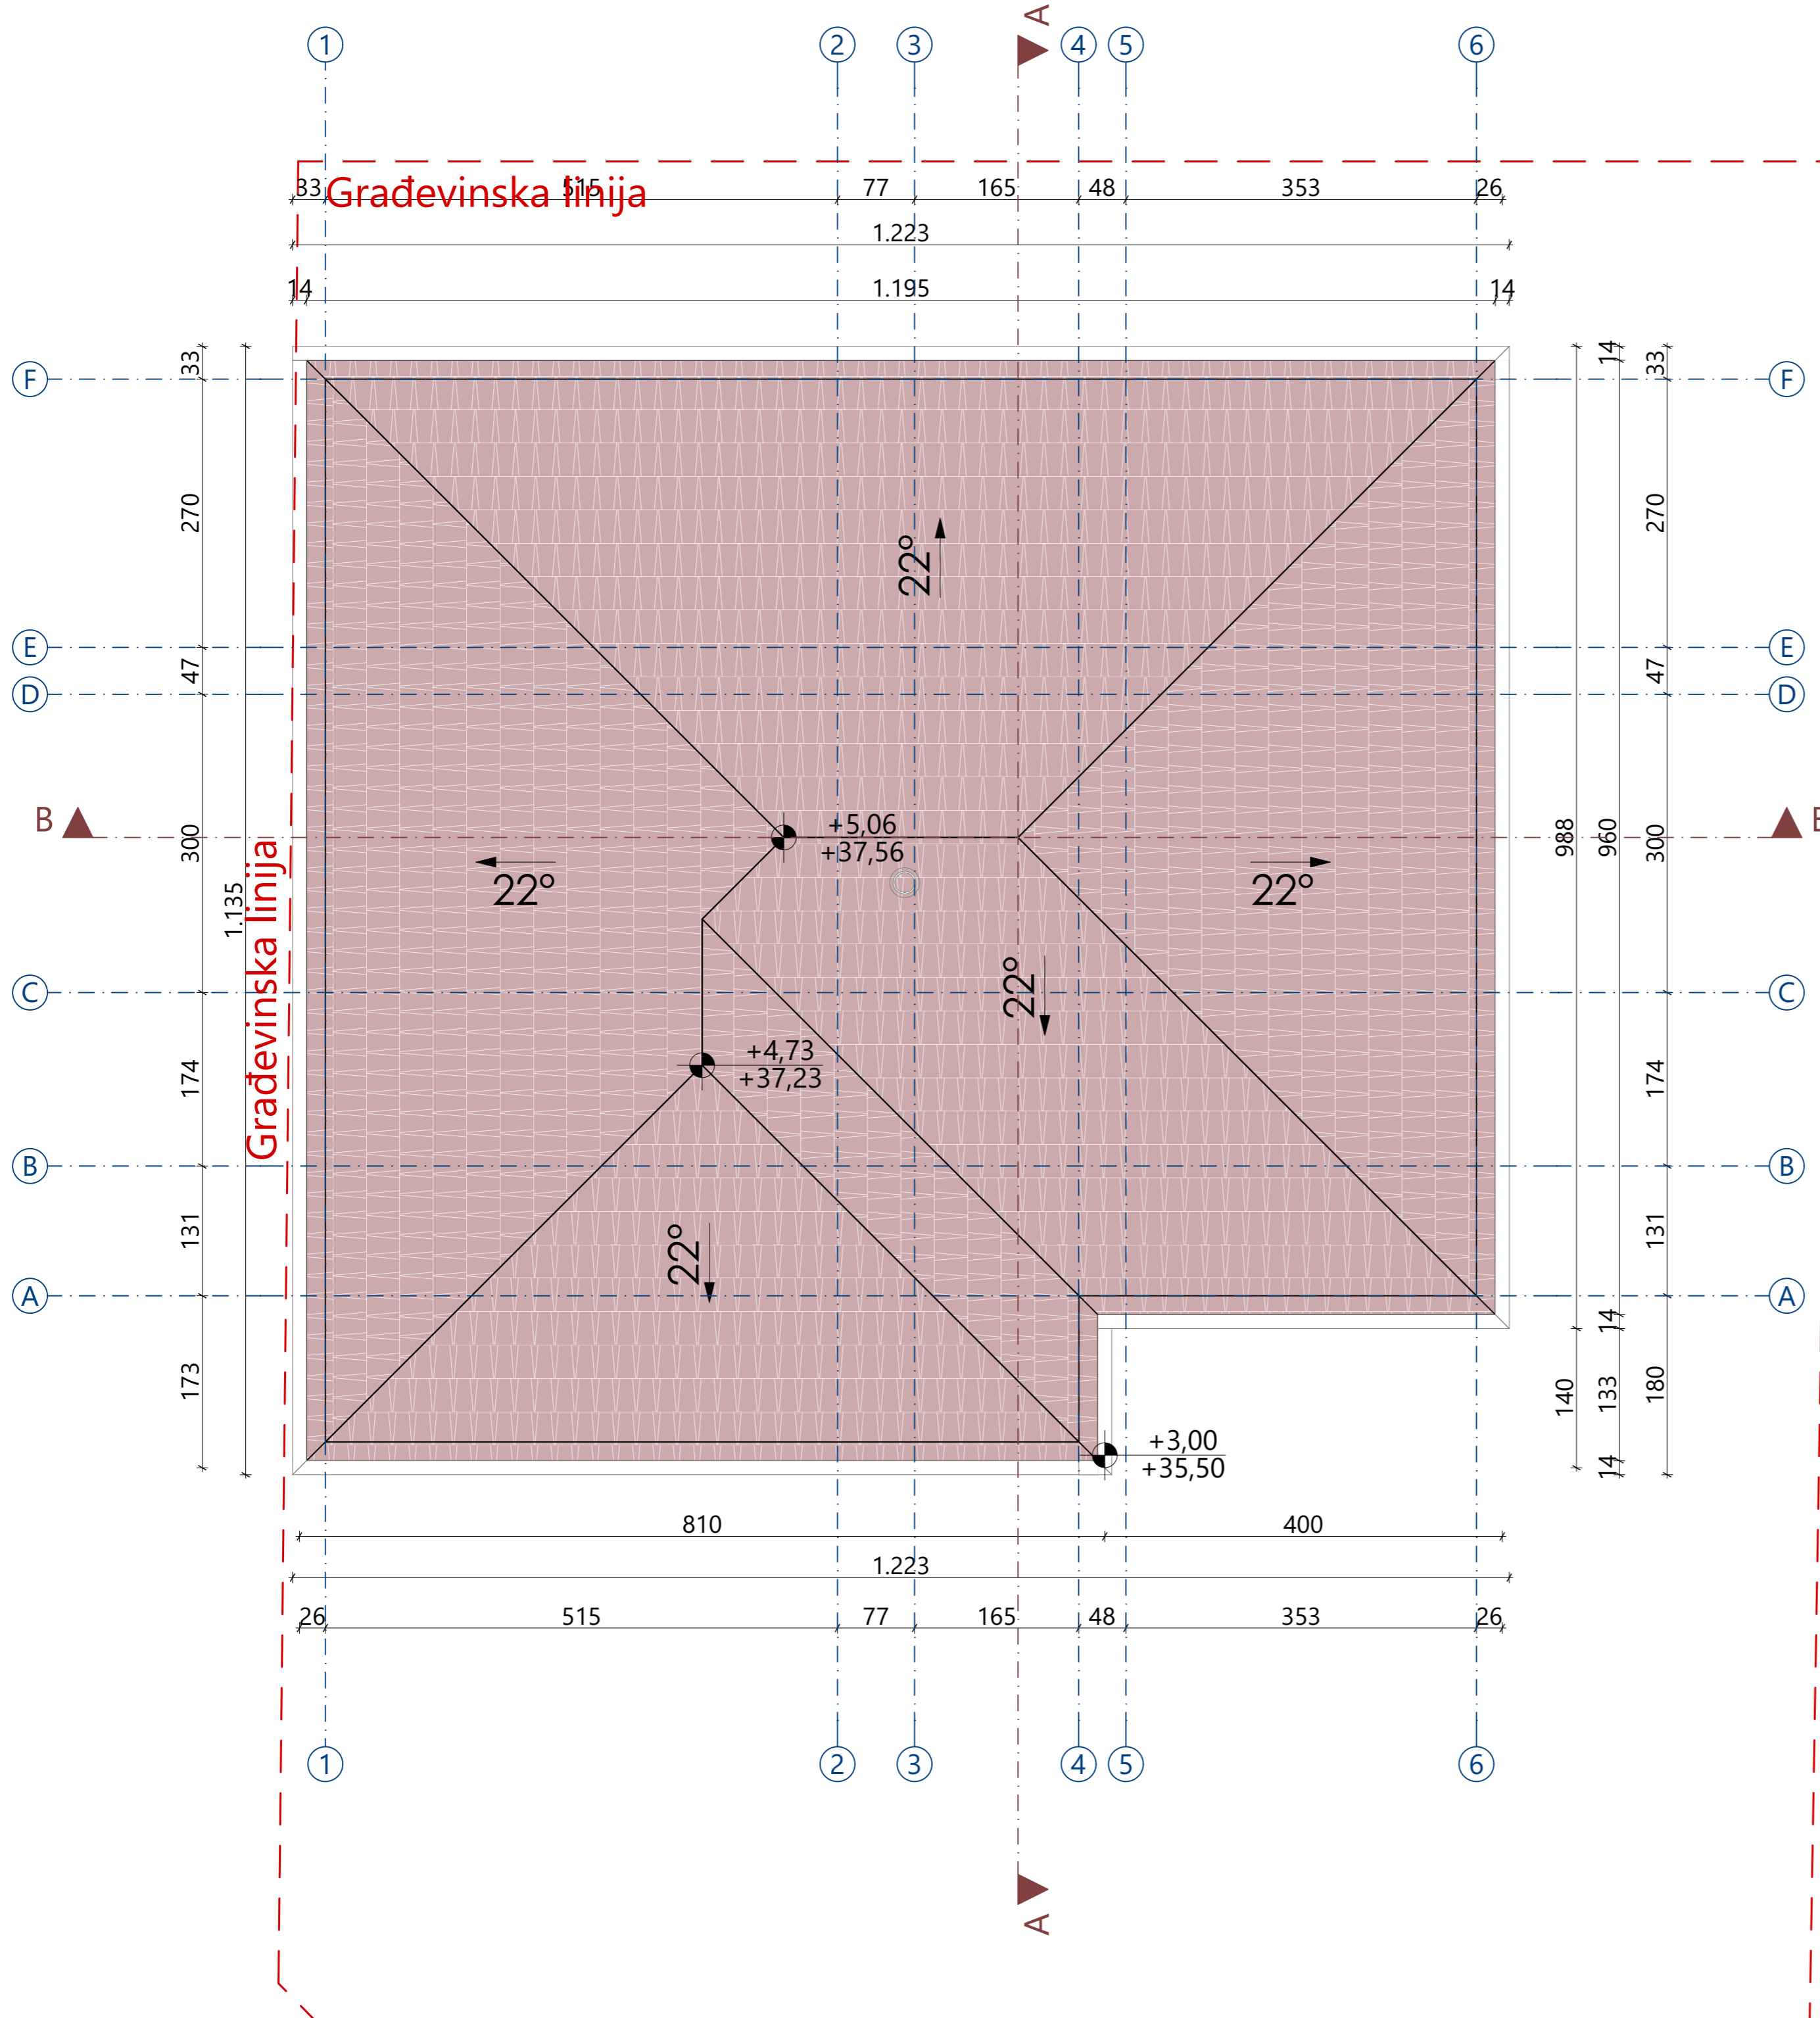 A
1 2 3 4 5 6
33 515 77 165 48 353 26
Građevinska linija
1.223
14 1.195 14
33 14 33
F F
270 270
E E
47 47
D D
B
300 1.135 988 960 300
+5,06
+37,56
22° 22°
22°
22°
Građevinska linija
C C
174 174
+4,73
+37,23
B B
131 131
22°
A A
14
173 140 133 180
14
+3,00
+35,50
810 400
1.223
26 515 77 165 48 353 26
1 2 3 4 5 6
A